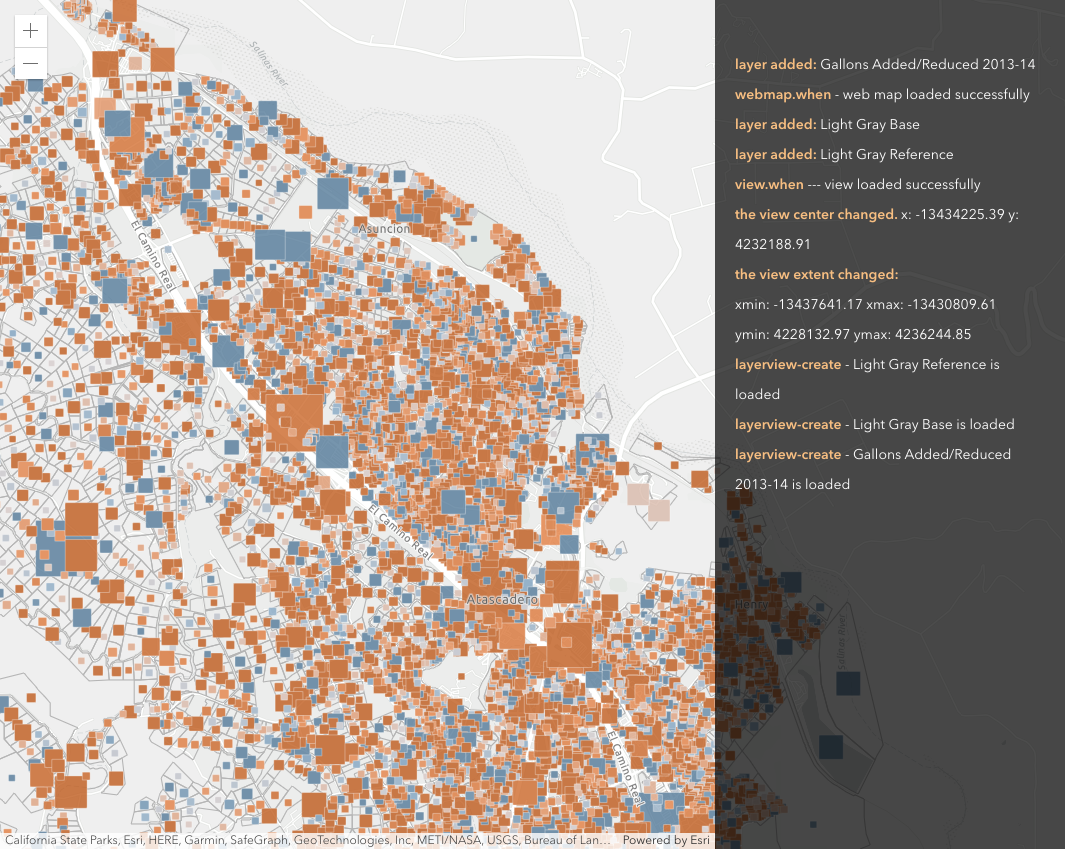 +
Salinas River
layer added: Gallons Added/Reduced 2013-14
webmap.when - web map loaded successfully
layer added: Light Gray Base
layer added: Light Gray Reference
view.when --- view loaded successfully
the view center changed. x: -13434225.39 y:
4232188.91
the view extent changed:
xmin: -13437641.17 xmax: -13430809.61
ymin: 4228132.97 ymax: 4236244.85
layerview-create - Light Gray Reference is
loaded
layerview-create - Light Gray Base is loaded
layerview-create - Gallons Added/Reduced
2013-14 is loaded
El Camino Real
Asuncion
El Camino Real
Atascadero
Henry
Salinas River
El Camino Real
California State Parks, Esri, HERE, Garmin, SafeGraph, GeoTechnologies, Inc, METI/NASA, USGS, Bureau of Lan... Powered by Esri